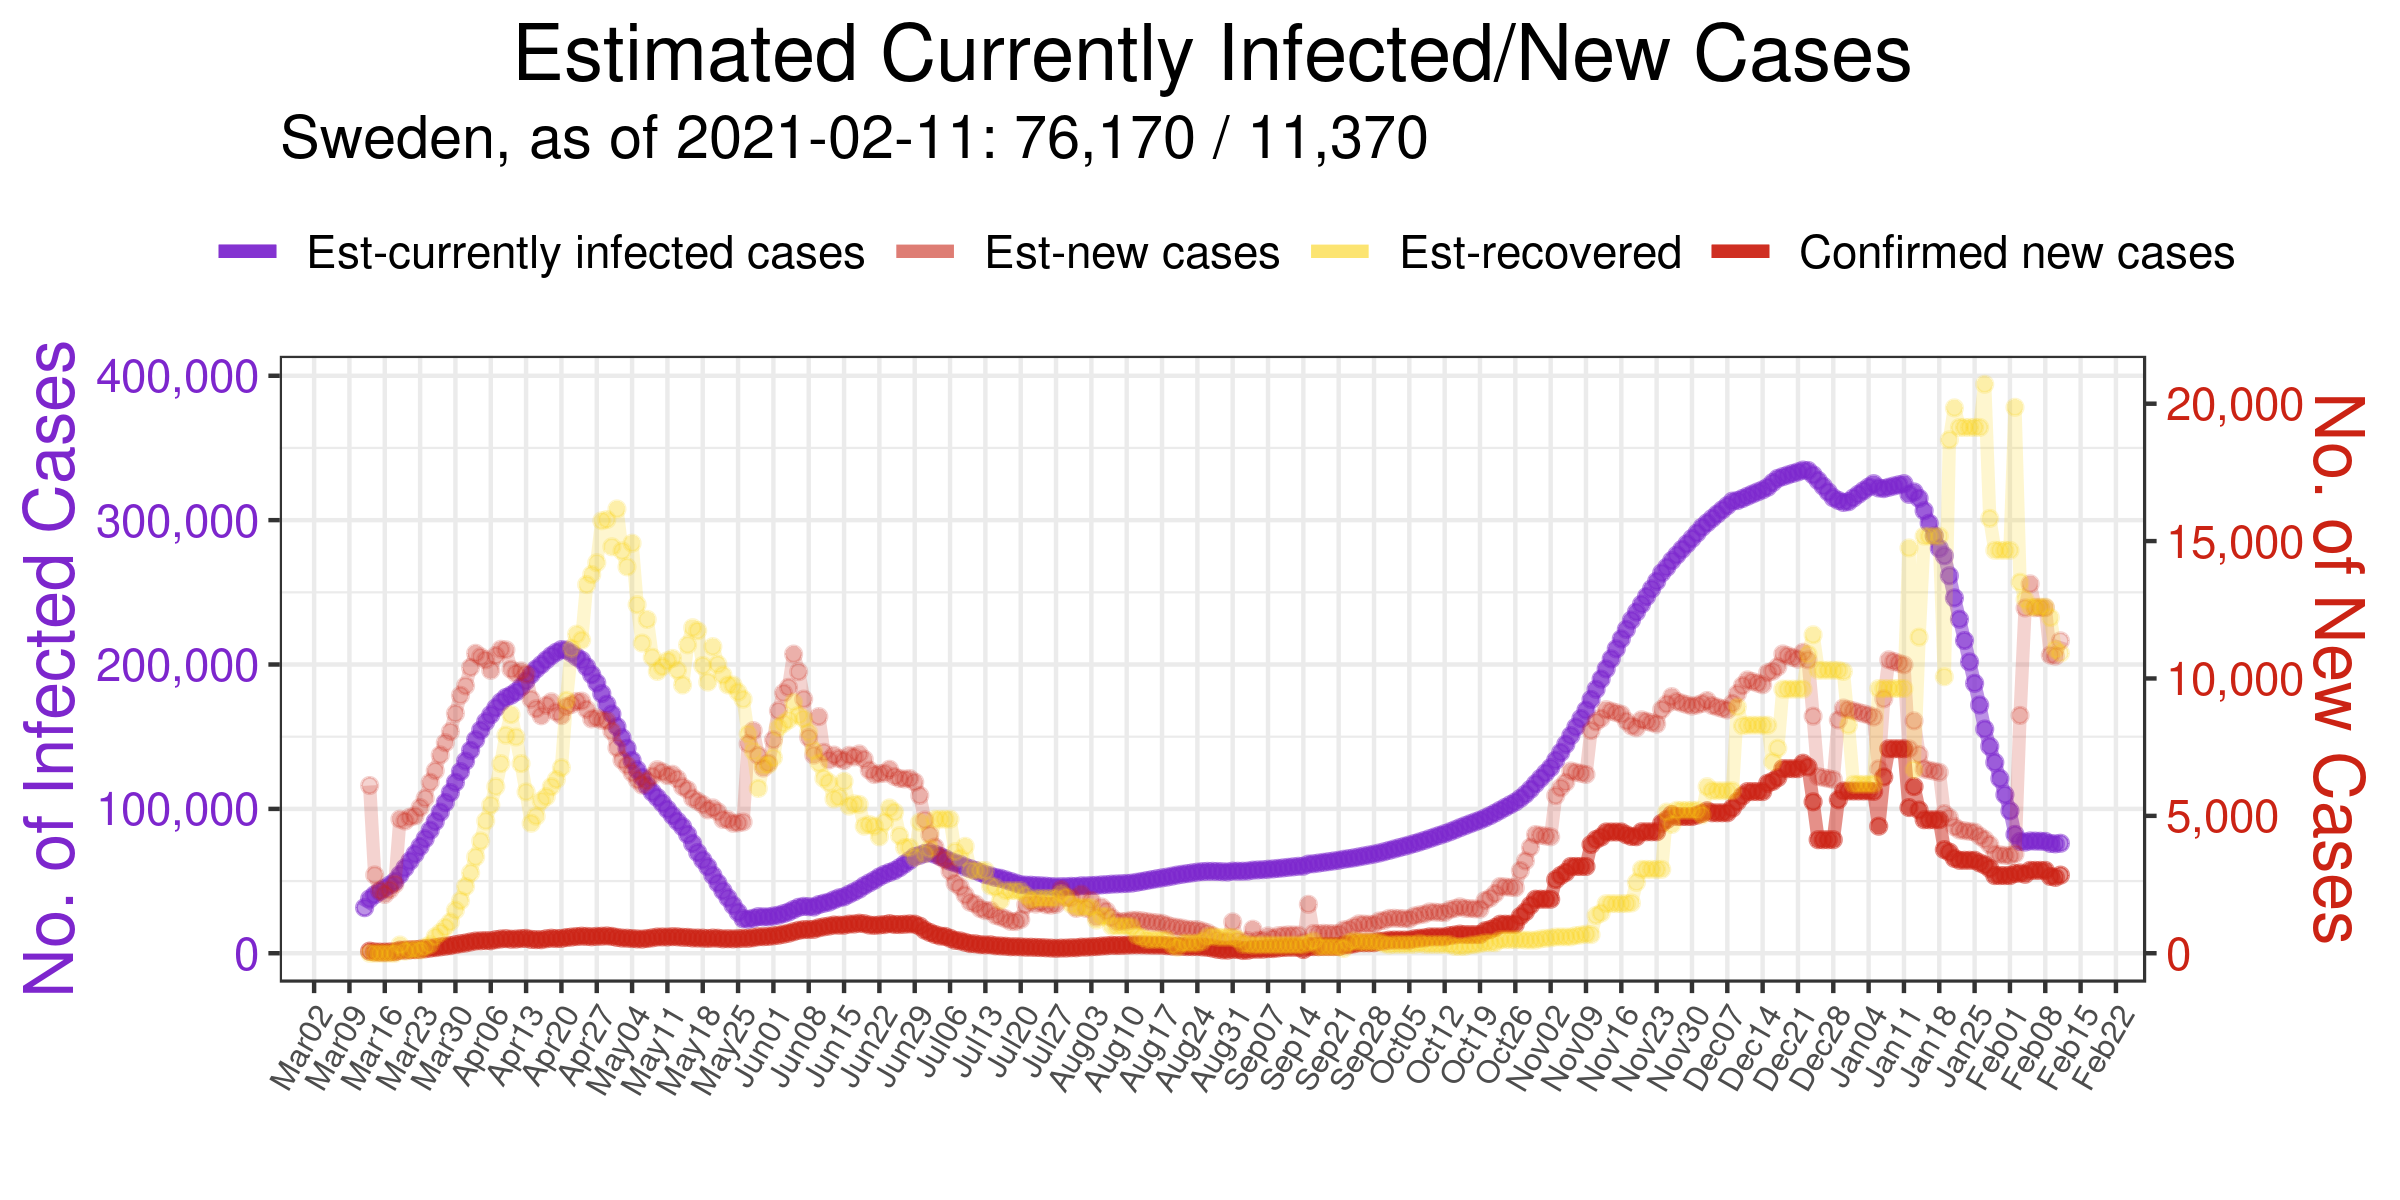 Estimated Currently Infected/New Cases
Sweden, as of 2021-02-11: 76,170 / 11,370
Est-currently infected cases Est-new cases Est-recovered Confirmed new cases
No. of Infected Cases
400,000
300,000
200,000
100,000
0
20,000
15,000
10,000
5,000
0
No. of New Cases
Mar02 Mar09 Mar16 Mar23 Mar30 Apr06 Apr13 Apr20 Apr27 May04 May11 May18 May25 Jun01 Jun08 Jun15 Jun22 Jun29 Jul06 Jul13 Jul20 Jul27 Aug03 Aug10 Aug17 Aug24 Aug31 Sep07 Sep14 Sep21 Sep28 Oct05 Oct12 Oct19 Oct26 Nov02 Nov09 Nov16 Nov23 Nov30 Dec07 Dec14 Dec21 Dec28 Jan04 Jan11 Jan18 Jan25 Feb01 Feb08 Feb15 Feb22